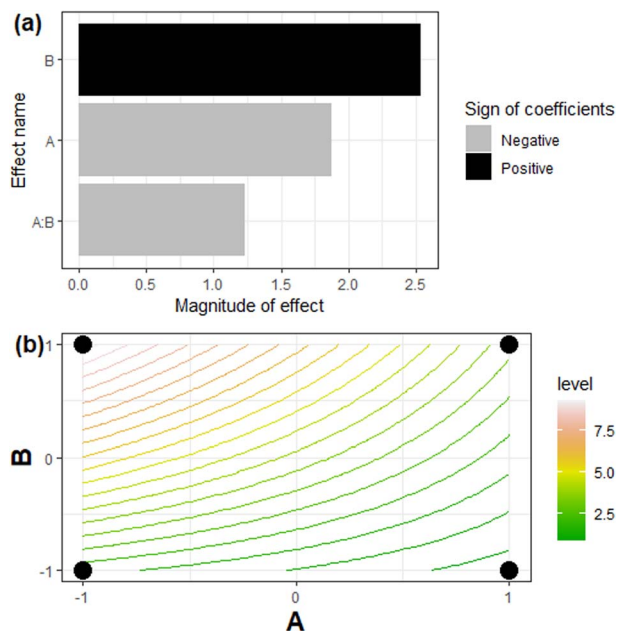 (a)
B
A
A:B
Effect name
0.0 0.5 1.0 1.5 2.0 2.5
Magnitude of effect
Sign of coefficients
Negative
Positive
(b)
1
0
-1
B
-1 0 1
A
level
7.5
5.0
2.5